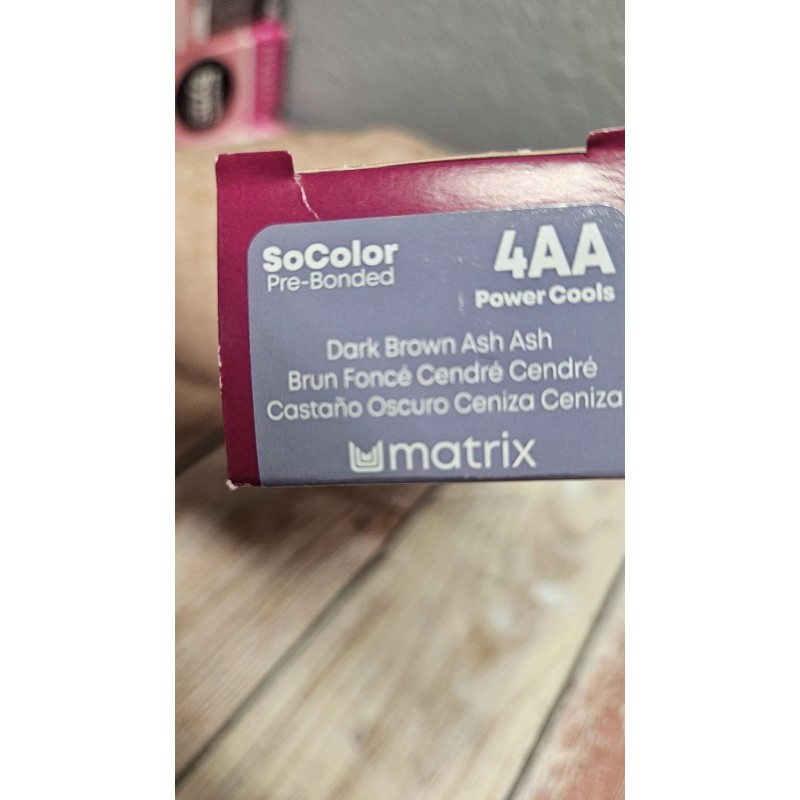 SoColor
Pre-Bonded
4AA
Power Cools
Dark Brown Ash Ash
Brun Foncé Cendré Cendré
Castaño Oscuro Ceniza Ceniza
matrix